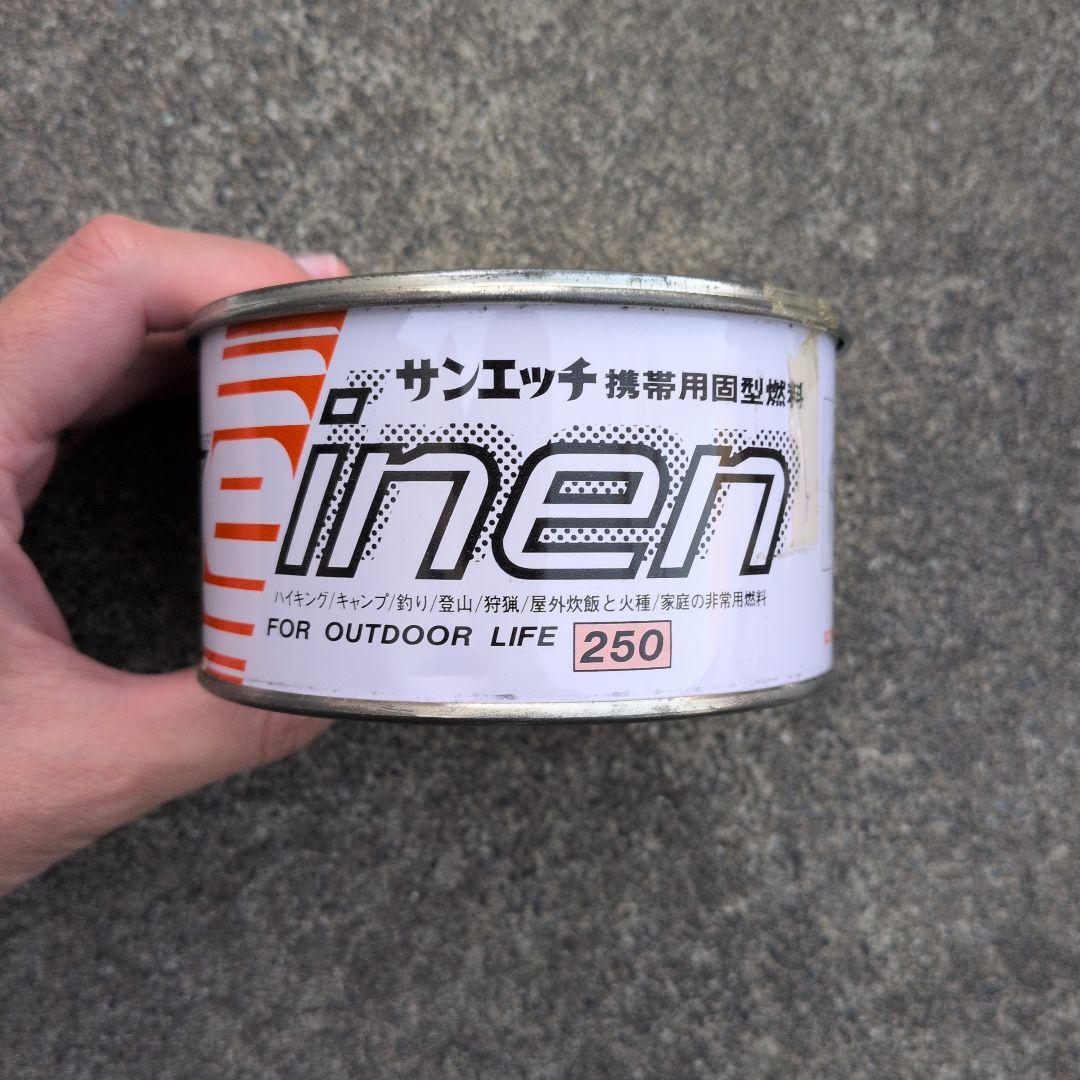 サンエッチ 携帯用固型燃料
einen
ハイキング/キャンプ/釣り/登山/狩猟/屋外炊飯と火種/家庭の非常用燃料
FOR OUTDOOR LIFE 250